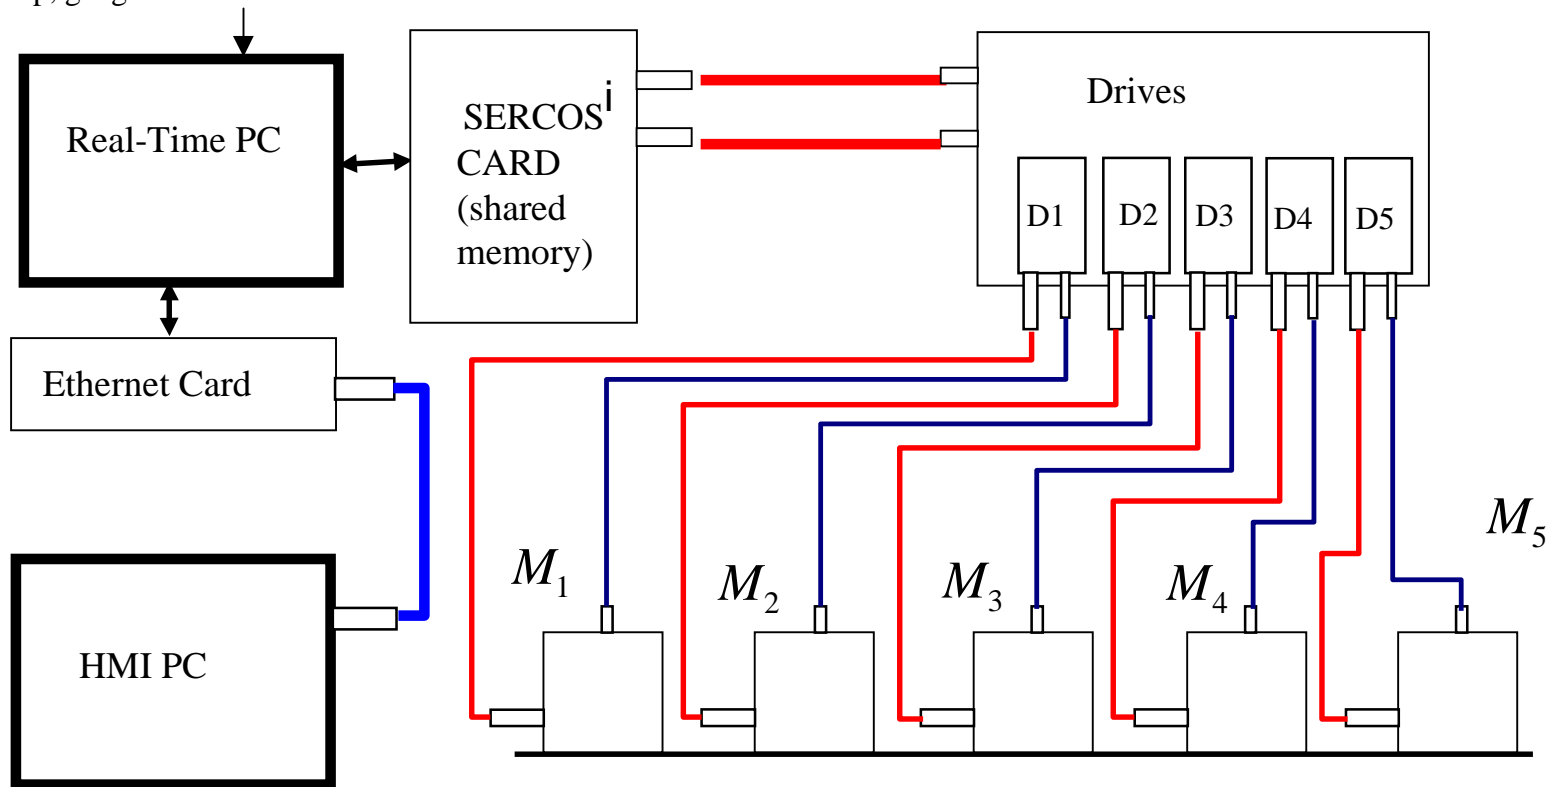 Real-Time PC
SERCOS i
CARD
(shared
memory)
Drives
D1 D2 D3 D4 D5
Ethernet Card
HMI PC
M1
M2
M3
M4
M5